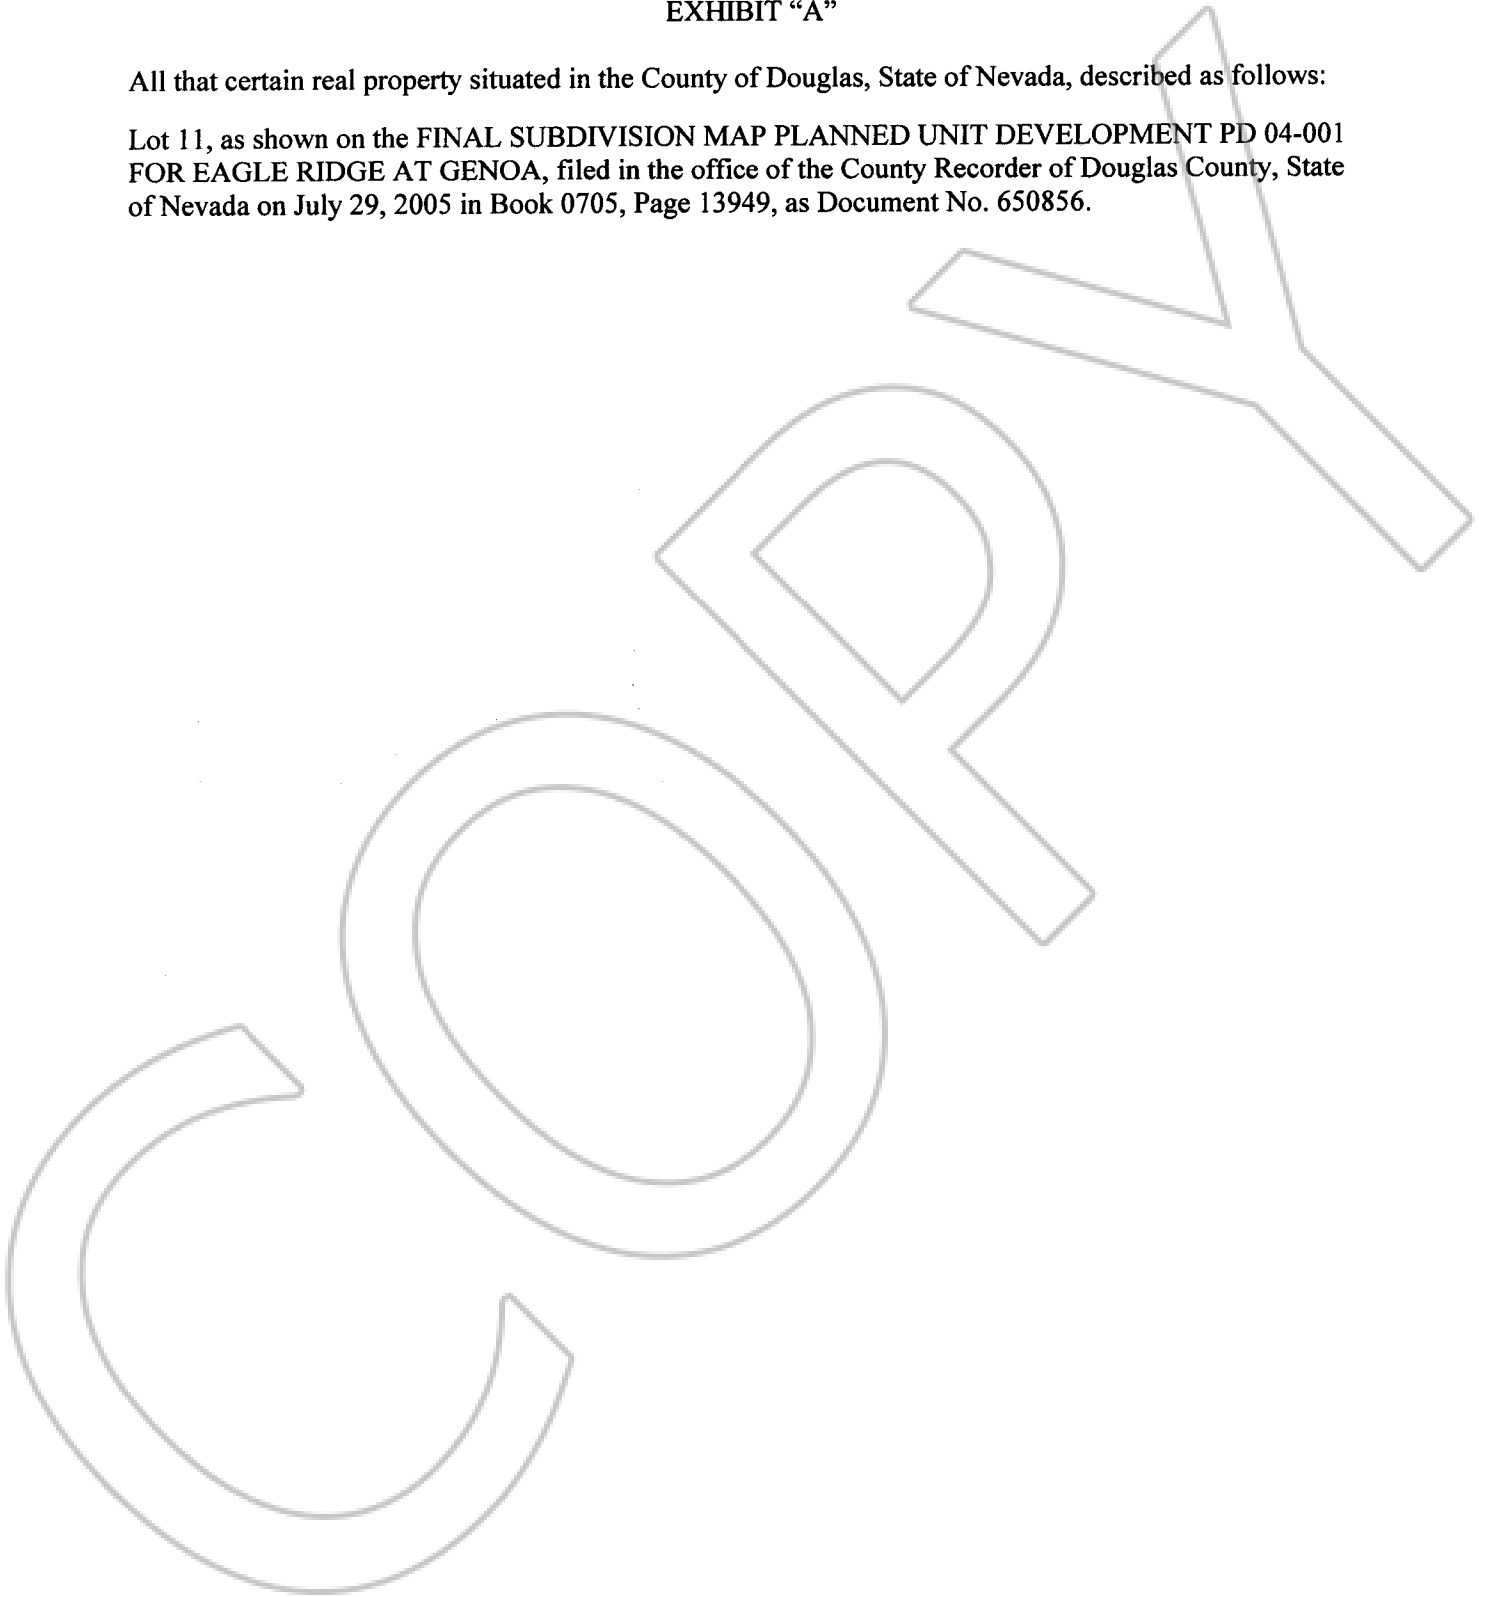 EXHIBIT “A”
All that certain real property situated in the County of Douglas, State of Nevada, described as follows:
Lot 11, as shown on the FINAL SUBDIVISION MAP PLANNED UNIT DEVELOPMENT PD 04-001
FOR EAGLE RIDGE AT GENOA, filed in the office of the County Recorder of Douglas County, State
of Nevada on July 29, 2005 in Book 0705, Page 13949, as Document No. 650856.
COPY